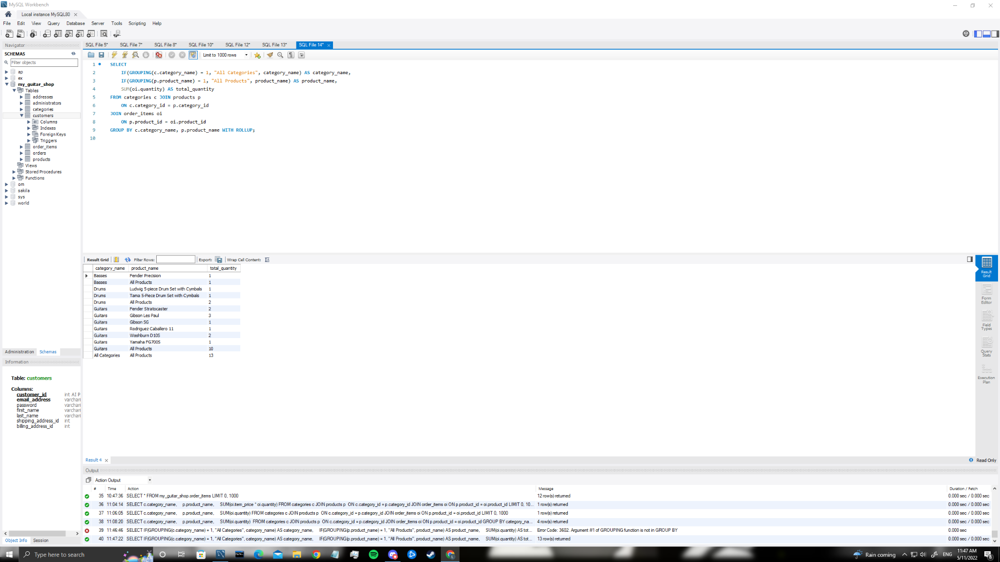 MySQL Workbench
Local instance MySQL80
File Edit View Query Database Server Tools Scripting Help
Navigator
SCHEMAS
Filter objects
ap
ex
my_guitar_shop
Tables
addresses
administrators
categories
customers
Columns
Indexes
Foreign Keys
Triggers
order_items
orders
products
Views
Stored Procedures
Functions
om
sakila
sys
world
Administration Schemas
Information
Table: customers
Columns:
customer_id int AI P
email_address varchar(
password varchar(
first_name varchar(
last_name varchar(
shipping_address_id int
billing_address_id int
Object Info Session
SQL File 5* SQL File 7* SQL File 8* SQL File 10* SQL File 12* SQL File 13* SQL File 14*
Limit to 1000 rows
1 SELECT
2 IF(GROUPING(c.category_name) = 1, "All Categories", category_name) AS category_name,
3 IF(GROUPING(p.product_name) = 1, "All Products", product_name) AS product_name,
4 SUM(oi.quantity) AS total_quantity
5 FROM categories c JOIN products p
6 ON c.category_id = p.category_id
7 JOIN order_items oi
8 ON p.product_id = oi.product_id
9 GROUP BY c.category_name, p.product_name WITH ROLLUP;
10
Result Grid Filter Rows: Export: Wrap Cell Content:
category_name product_name total_quantity
Basses Fender Precision 1
Basses All Products 1
Drums Ludwig 5-piece Drum Set with Cymbals 1
Drums Tama 5-Piece Drum Set with Cymbals 1
Drums All Products 2
Guitars Fender Stratocaster 2
Guitars Gibson Les Paul 3
Guitars Gibson SG 1
Guitars Rodriguez Caballero 11 1
Guitars Washburn D10S 2
Guitars Yamaha FG700S 1
Guitars All Products 10
All Categories All Products 13
Result Grid
Form Editor
Field Types
Query Stats
Execution Plan
Result 4
Read Only
Output
Action Output
# Time Action Message Duration / Fetch
35 10:47:36 SELECT * FROM my_guitar_shop.order_items LIMIT 0, 1000 12 row(s) returned 0.000 sec / 0.000 sec
36 11:04:14 SELECT c.category_name, p.product_name, SUM(oi.item_price * oi.quantity) FROM categories c JOIN products p ON c.category_id = p.category_id JOIN order_items oi ON p.product_id = oi.product_id LIMIT 0, 10... 1 row(s) returned 0.000 sec / 0.000 sec
37 11:06:05 SELECT c.category_name, p.product_name, SUM(oi.quantity) FROM categories c JOIN products p ON c.category_id = p.category_id JOIN order_items oi ON p.product_id = oi.product_id LIMIT 0, 1000 1 row(s) returned 0.000 sec / 0.000 sec
38 11:08:20 SELECT c.category_name, p.product_name, SUM(oi.quantity) FROM categories c JOIN products p ON c.category_id = p.category_id JOIN order_items oi ON p.product_id = oi.product_id GROUP BY category_na... 4 row(s) returned 0.000 sec / 0.000 sec
39 11:46:46 SELECT IF(GROUPING(c.category_name) = 1, "All Categories", category_name) AS category_name, IF(GROUPING(p.product_name) = 1, "All Products", product_name) AS product_name, SUM(oi.quantity) AS tot... Error Code: 3602. Argument #1 of GROUPING function is not in GROUP BY 0.000 sec
40 11:47:22 SELECT IF(GROUPING(c.category_name) = 1, "All Categories", category_name) AS category_name, IF(GROUPING(p.product_name) = 1, "All Products", product_name) AS product_name, SUM(oi.quantity) AS tot... 13 row(s) returned 0.000 sec / 0.000 sec
Type here to search
Rain coming
ENG
11:47 AM
5/11/2022
8